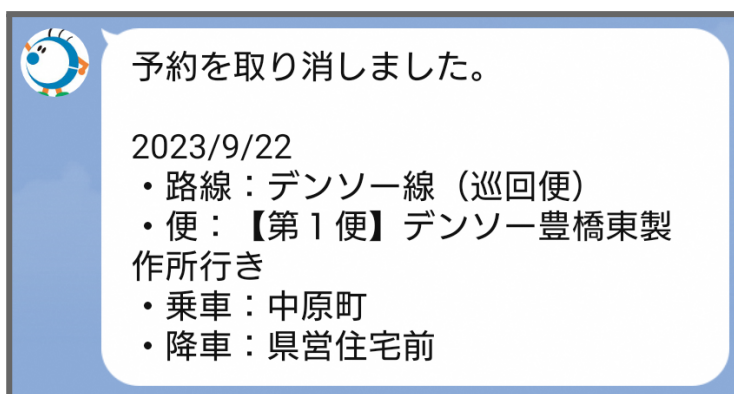 予約を取り消しました。
2023/9/22
・路線：デンソー線（巡回便）
・便：【第１便】デンソー豊橋東製
作所行き
・乗車：中原町
・降車：県営住宅前